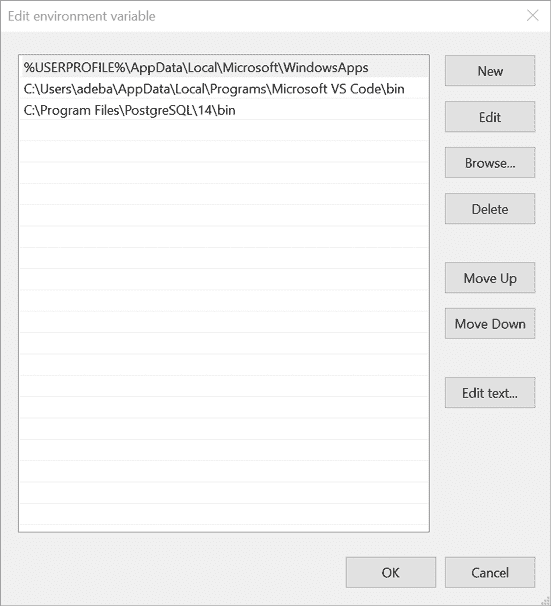 Edit environment variable
%USERPROFILE%\AppData\Local\Microsoft\WindowsApps
C:\Users\adeba\AppData\Local\Programs\Microsoft VS Code\bin
C:\Program Files\PostgreSQL\14\bin
New
Edit
Browse...
Delete
Move Up
Move Down
Edit text...
OK
Cancel